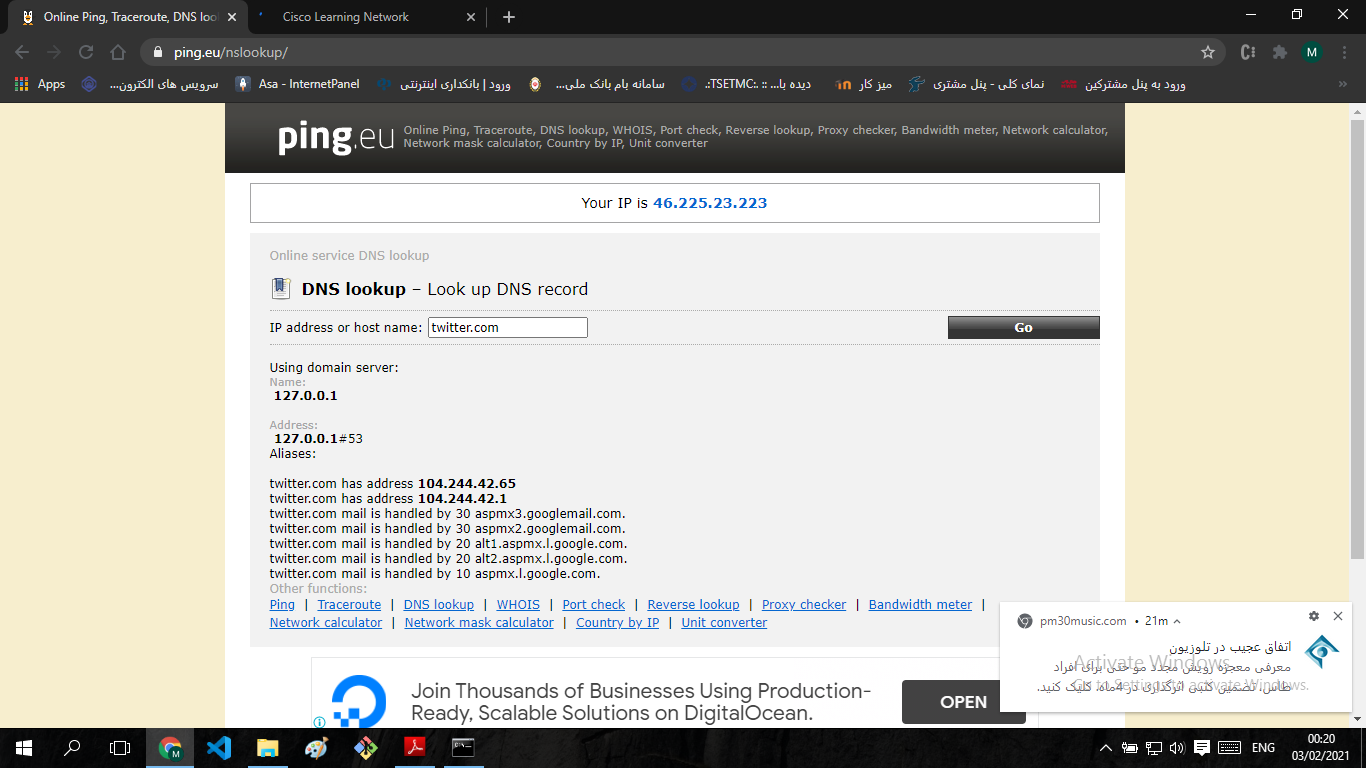 Online Ping, Traceroute, DNS loo
Cisco Learning Network
ping.eu/nslookup/
M
Apps
سرویس های الکترون...
Asa - InternetPanel
ورود | بانکداری اینترنتی
سامانه بام بانک ملی...
دیده با... :: .:TSETMC:.
میز کار
نمای کلی - پنل مشتری
ورود به پنل مشترکین
ping.eu
Online Ping, Traceroute, DNS lookup, WHOIS, Port check, Reverse lookup, Proxy checker, Bandwidth meter, Network calculator,
Network mask calculator, Country by IP, Unit converter
Your IP is 46.225.23.223
Online service DNS lookup
DNS lookup – Look up DNS record
IP address or host name: twitter.com Go
Using domain server:
Name:
127.0.0.1
Address:
127.0.0.1#53
Aliases:
twitter.com has address 104.244.42.65
twitter.com has address 104.244.42.1
twitter.com mail is handled by 30 aspmx3.googlemail.com.
twitter.com mail is handled by 30 aspmx2.googlemail.com.
twitter.com mail is handled by 20 alt1.aspmx.l.google.com.
twitter.com mail is handled by 20 alt2.aspmx.l.google.com.
twitter.com mail is handled by 10 aspmx.l.google.com.
Other functions:
Ping | Traceroute | DNS lookup | WHOIS | Port check | Reverse lookup | Proxy checker | Bandwidth meter |
Network calculator | Network mask calculator | Country by IP | Unit converter
pm30music.com • 21m
اتفاق عجیب در تلوزیون
معرفی معجزه رویش مجدد مو حتی برای افراد
طاس، تضمین کتبی اثرگذاری در 4ماه، کلیک کنید.
Activate Windows
Go to Settings to activate Windows.
Join Thousands of Businesses Using Production-
Ready, Scalable Solutions on DigitalOcean.
OPEN
M
ENG
00:20
03/02/2021